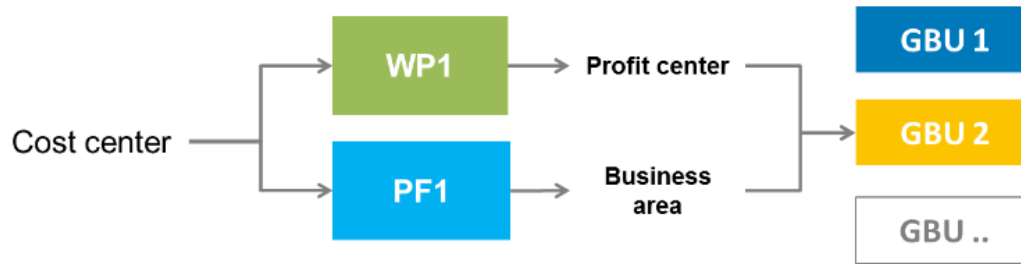 Cost center
WP1
PF1
Profit center
Business
area
GBU 1
GBU 2
GBU ..